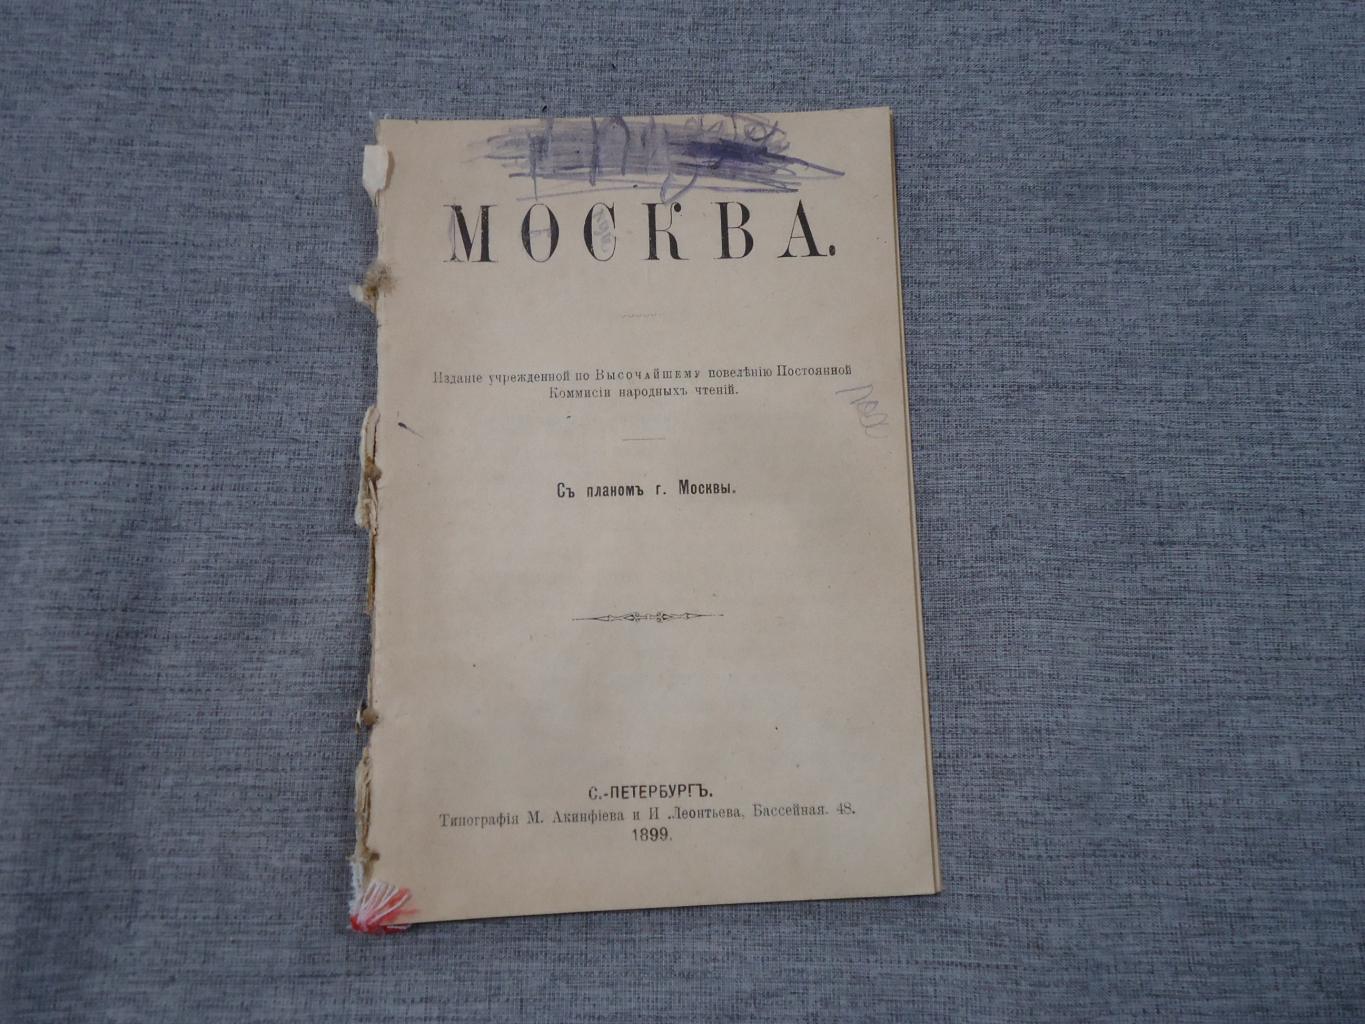 МОСКВА.
Изданіе учрежденной по Высочайшему повелѣнію Постоянной
Коммисіи народныхъ чтеній.
Съ планомъ г. Москвы.
С.-ПЕТЕРБУРГЪ.
Типографія М. Акинфіева и И Леонтьева, Бассейная. 48.
1899.